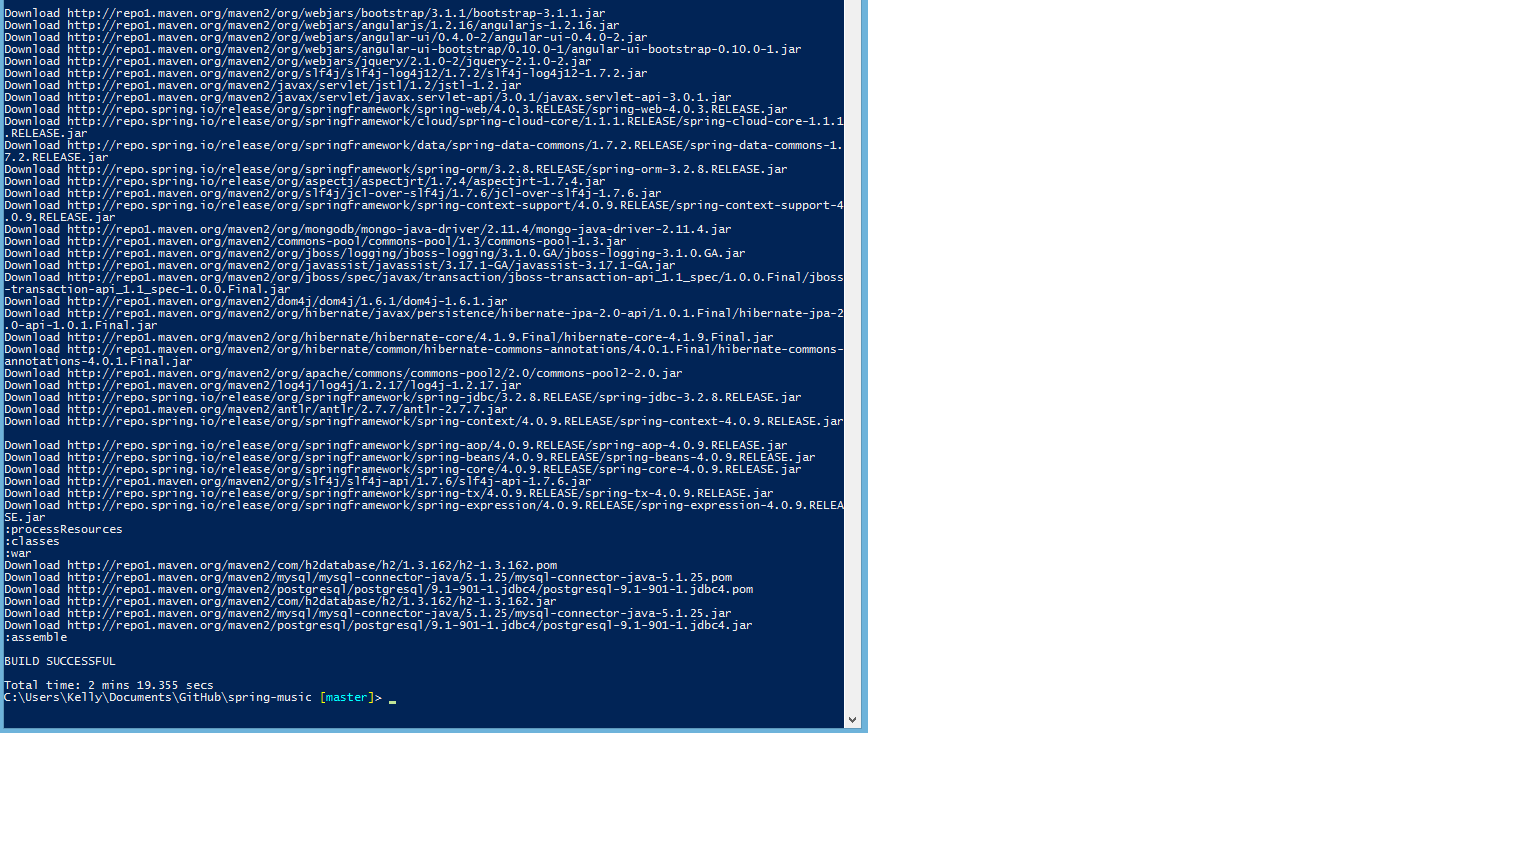 Download http://repo1.maven.org/maven2/org/webjars/bootstrap/3.1.1/bootstrap-3.1.1.jar
Download http://repo1.maven.org/maven2/org/webjars/angularjs/1.2.16/angularjs-1.2.16.jar
Download http://repo1.maven.org/maven2/org/webjars/angular-ui/0.4.0-2/angular-ui-0.4.0-2.jar
Download http://repo1.maven.org/maven2/org/webjars/angular-ui-bootstrap/0.10.0-1/angular-ui-bootstrap-0.10.0-1.jar
Download http://repo1.maven.org/maven2/org/webjars/jquery/2.1.0-2/jquery-2.1.0-2.jar
Download http://repo1.maven.org/maven2/org/slf4j/slf4j-log4j12/1.7.2/slf4j-log4j12-1.7.2.jar
Download http://repo1.maven.org/maven2/javax/servlet/jstl/1.2/jstl-1.2.jar
Download http://repo1.maven.org/maven2/javax/servlet/javax.servlet-api/3.0.1/javax.servlet-api-3.0.1.jar
Download http://repo.spring.io/release/org/springframework/spring-web/4.0.3.RELEASE/spring-web-4.0.3.RELEASE.jar
Download http://repo.spring.io/release/org/springframework/cloud/spring-cloud-core/1.1.1.RELEASE/spring-cloud-core-1.1.1
.RELEASE.jar
Download http://repo.spring.io/release/org/springframework/data/spring-data-commons/1.7.2.RELEASE/spring-data-commons-1.
7.2.RELEASE.jar
Download http://repo.spring.io/release/org/springframework/spring-orm/3.2.8.RELEASE/spring-orm-3.2.8.RELEASE.jar
Download http://repo.spring.io/release/org/aspectj/aspectjrt/1.7.4/aspectjrt-1.7.4.jar
Download http://repo1.maven.org/maven2/org/slf4j/jcl-over-slf4j/1.7.6/jcl-over-slf4j-1.7.6.jar
Download http://repo.spring.io/release/org/springframework/spring-context-support/4.0.9.RELEASE/spring-context-support-4
.0.9.RELEASE.jar
Download http://repo1.maven.org/maven2/org/mongodb/mongo-java-driver/2.11.4/mongo-java-driver-2.11.4.jar
Download http://repo1.maven.org/maven2/commons-pool/commons-pool/1.3/commons-pool-1.3.jar
Download http://repo1.maven.org/maven2/org/jboss/logging/jboss-logging/3.1.0.GA/jboss-logging-3.1.0.GA.jar
Download http://repo1.maven.org/maven2/org/javassist/javassist/3.17.1-GA/javassist-3.17.1-GA.jar
Download http://repo1.maven.org/maven2/org/jboss/spec/javax/transaction/jboss-transaction-api_1.1_spec/1.0.0.Final/jboss
-transaction-api_1.1_spec-1.0.0.Final.jar
Download http://repo1.maven.org/maven2/dom4j/dom4j/1.6.1/dom4j-1.6.1.jar
Download http://repo1.maven.org/maven2/org/hibernate/javax/persistence/hibernate-jpa-2.0-api/1.0.1.Final/hibernate-jpa-2
.0-api-1.0.1.Final.jar
Download http://repo1.maven.org/maven2/org/hibernate/hibernate-core/4.1.9.Final/hibernate-core-4.1.9.Final.jar
Download http://repo1.maven.org/maven2/org/hibernate/common/hibernate-commons-annotations/4.0.1.Final/hibernate-commons-
annotations-4.0.1.Final.jar
Download http://repo1.maven.org/maven2/org/apache/commons/commons-pool2/2.0/commons-pool2-2.0.jar
Download http://repo1.maven.org/maven2/log4j/log4j/1.2.17/log4j-1.2.17.jar
Download http://repo.spring.io/release/org/springframework/spring-jdbc/3.2.8.RELEASE/spring-jdbc-3.2.8.RELEASE.jar
Download http://repo1.maven.org/maven2/antlr/antlr/2.7.7/antlr-2.7.7.jar
Download http://repo.spring.io/release/org/springframework/spring-context/4.0.9.RELEASE/spring-context-4.0.9.RELEASE.jar
Download http://repo.spring.io/release/org/springframework/spring-aop/4.0.9.RELEASE/spring-aop-4.0.9.RELEASE.jar
Download http://repo.spring.io/release/org/springframework/spring-beans/4.0.9.RELEASE/spring-beans-4.0.9.RELEASE.jar
Download http://repo.spring.io/release/org/springframework/spring-core/4.0.9.RELEASE/spring-core-4.0.9.RELEASE.jar
Download http://repo1.maven.org/maven2/org/slf4j/slf4j-api/1.7.6/slf4j-api-1.7.6.jar
Download http://repo.spring.io/release/org/springframework/spring-tx/4.0.9.RELEASE/spring-tx-4.0.9.RELEASE.jar
Download http://repo.spring.io/release/org/springframework/spring-expression/4.0.9.RELEASE/spring-expression-4.0.9.RELEA
SE.jar
:processResources
:classes
:war
Download http://repo1.maven.org/maven2/com/h2database/h2/1.3.162/h2-1.3.162.pom
Download http://repo1.maven.org/maven2/mysql/mysql-connector-java/5.1.25/mysql-connector-java-5.1.25.pom
Download http://repo1.maven.org/maven2/postgresql/postgresql/9.1-901-1.jdbc4/postgresql-9.1-901-1.jdbc4.pom
Download http://repo1.maven.org/maven2/com/h2database/h2/1.3.162/h2-1.3.162.jar
Download http://repo1.maven.org/maven2/mysql/mysql-connector-java/5.1.25/mysql-connector-java-5.1.25.jar
Download http://repo1.maven.org/maven2/postgresql/postgresql/9.1-901-1.jdbc4/postgresql-9.1-901-1.jdbc4.jar
:assemble
BUILD SUCCESSFUL
Total time: 2 mins 19.355 secs
C:\Users\Kelly\Documents\GitHub\spring-music [master]> _